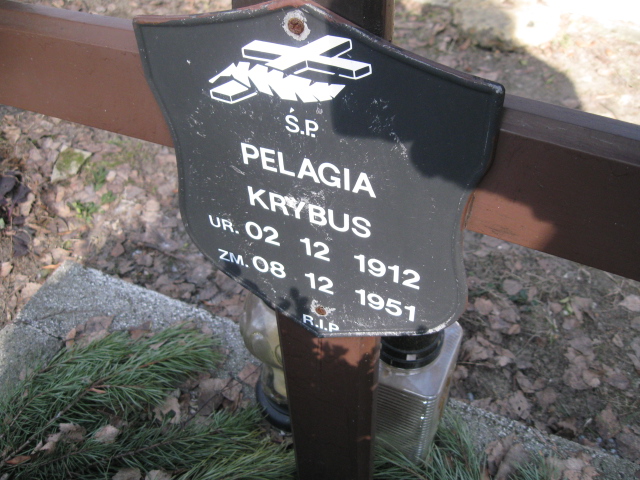 Ś.P.
PELAGIA
KRYBUS
UR. 02 12 1912
ZM. 08 12 1951
R.I.P.